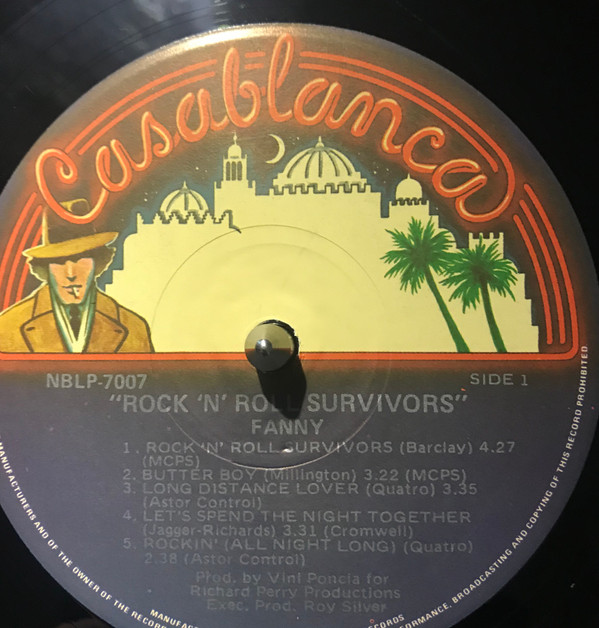 Casablanca
NBLP-7007
SIDE 1
"ROCK 'N' ROLL SURVIVORS"
FANNY
1. ROCK 'N' ROLL SURVIVORS (Barclay) 4.27
(MCPS)
2. BUTTER BOY (Millington) 3.22 (MCPS)
3. LONG DISTANCE LOVER (Quatro) 3.35
(Astor Control)
4. LET'S SPEND THE NIGHT TOGETHER
(Jagger-Richards) 3.31 (Cromwell)
5. ROCKIN' (ALL NIGHT LONG) (Quatro)
2.38 (Astor Control)
Prod. by Vini Poncia for
Richard Perry Productions
Exec. Prod. Roy Silver
MANUFACTURERS AND OF THE OWNER OF THE
MANUFACT
RECORDS
PERFORMANCE, BROADCASTING AND COPYING OF THIS RECORD PROHIBITED